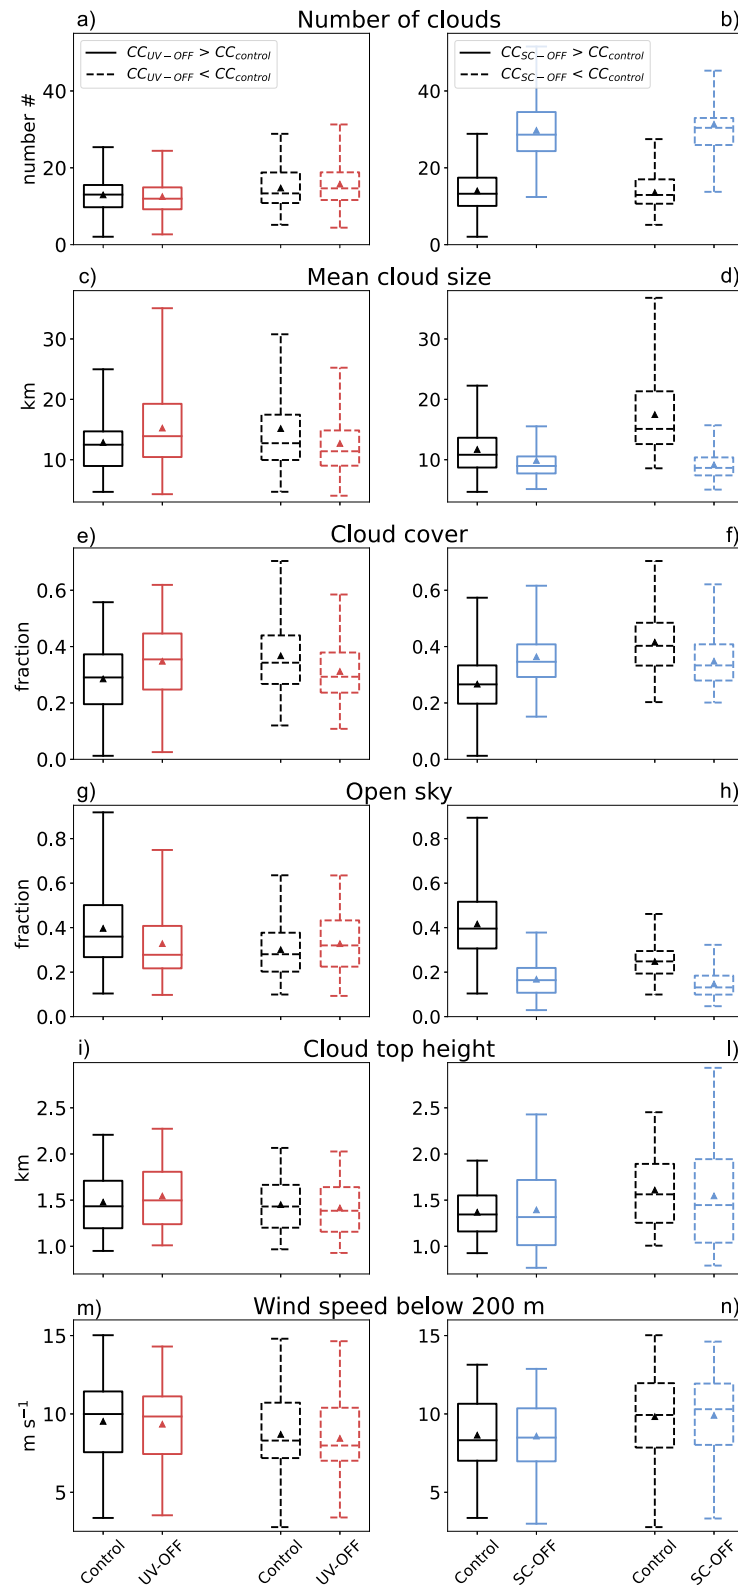 a) Number of clouds b)
CC_UV−OFF > CC_control
CC_UV−OFF < CC_control
CC_SC−OFF > CC_control
CC_SC−OFF < CC_control
number #
40
20
0
40
20
0
c) Mean cloud size d)
km
30
20
10
30
20
10
e) Cloud cover f)
fraction
0.6
0.4
0.2
0.0
0.6
0.4
0.2
0.0
g) Open sky h)
fraction
0.8
0.6
0.4
0.2
0.0
0.8
0.6
0.4
0.2
0.0
i) Cloud top height l)
km
2.5
2.0
1.5
1.0
2.5
2.0
1.5
1.0
m) Wind speed below 200 m n)
m s⁻¹
15
10
5
15
10
5
Control UV-OFF Control UV-OFF Control SC-OFF Control SC-OFF